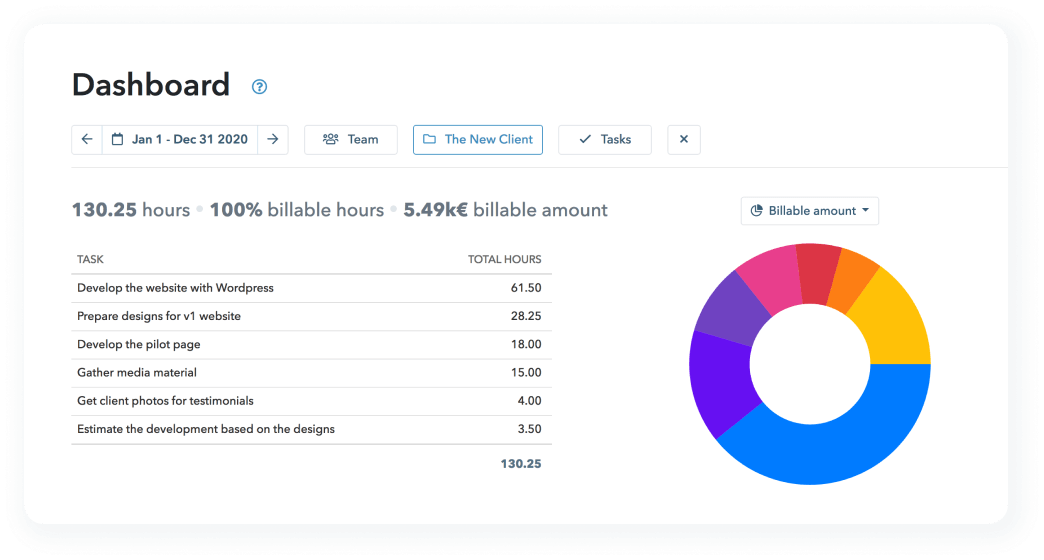 Dashboard ?
Jan 1 - Dec 31 2020 Team The New Client Tasks
130.25 hours • 100% billable hours • 5.49k€ billable amount
Billable amount
TASK TOTAL HOURS
Develop the website with Wordpress 61.50
Prepare designs for v1 website 28.25
Develop the pilot page 18.00
Gather media material 15.00
Get client photos for testimonials 4.00
Estimate the development based on the designs 3.50
130.25